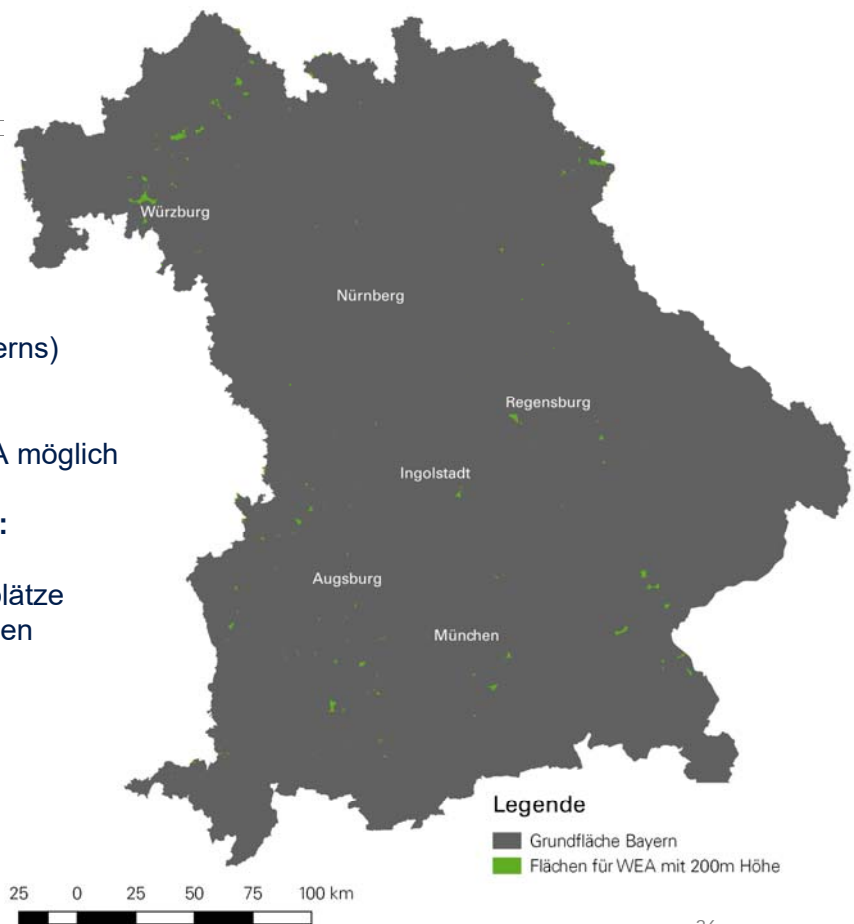 Würzburg
Nürnberg
erns)
Regensburg
A möglich
Ingolstadt
:
Augsburg
plätze
en
München
Legende
Grundfläche Bayern
Flächen für WEA mit 200m Höhe
25 0 25 50 75 100 km